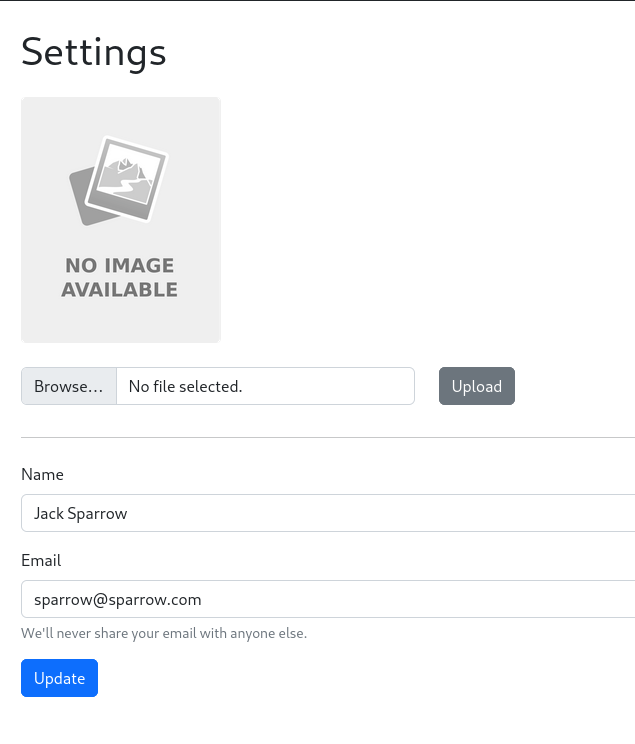 Settings
NO IMAGE
AVAILABLE
Browse... No file selected. Upload
Name
Jack Sparrow
Email
sparrow@sparrow.com
We'll never share your email with anyone else.
Update